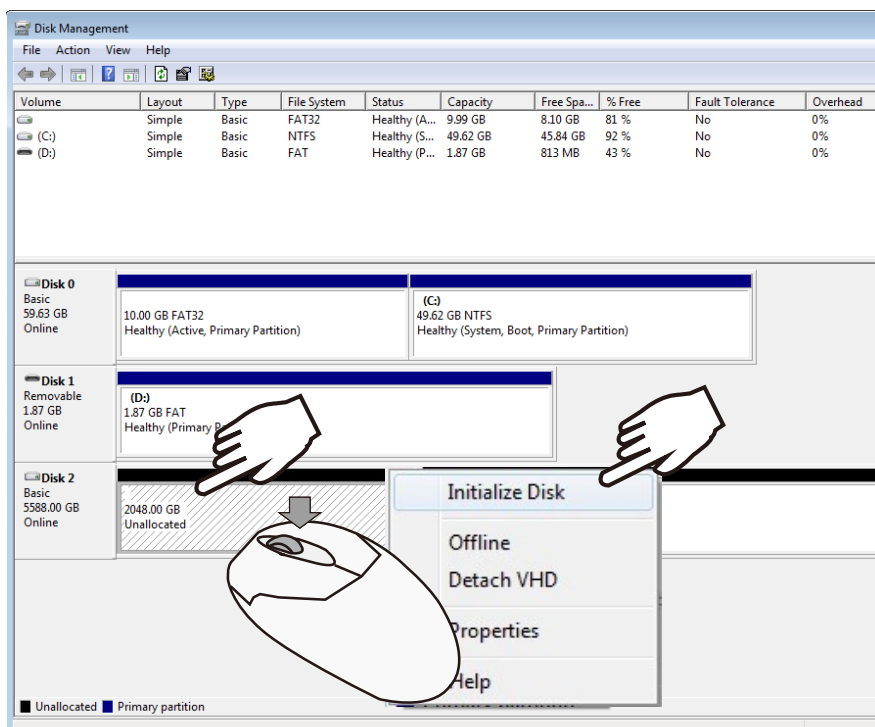 Disk Management
File Action View Help
Volume Layout Type File System Status Capacity Free Spa... % Free Fault Tolerance Overhead
Simple Basic FAT32 Healthy (A... 9.99 GB 8.10 GB 81 % No 0%
(C:) Simple Basic NTFS Healthy (S... 49.62 GB 45.84 GB 92 % No 0%
(D:) Simple Basic FAT Healthy (P... 1.87 GB 813 MB 43 % No 0%
Disk 0
Basic
59.63 GB
Online
10.00 GB FAT32
Healthy (Active, Primary Partition)
(C:)
49.62 GB NTFS
Healthy (System, Boot, Primary Partition)
Disk 1
Removable
1.87 GB
Online
(D:)
1.87 GB FAT
Healthy (Primary
Disk 2
Basic
5588.00 GB
Online
2048.00 GB
Unallocated
Initialize Disk
Offline
Detach VHD
Properties
Help
Unallocated Primary partition